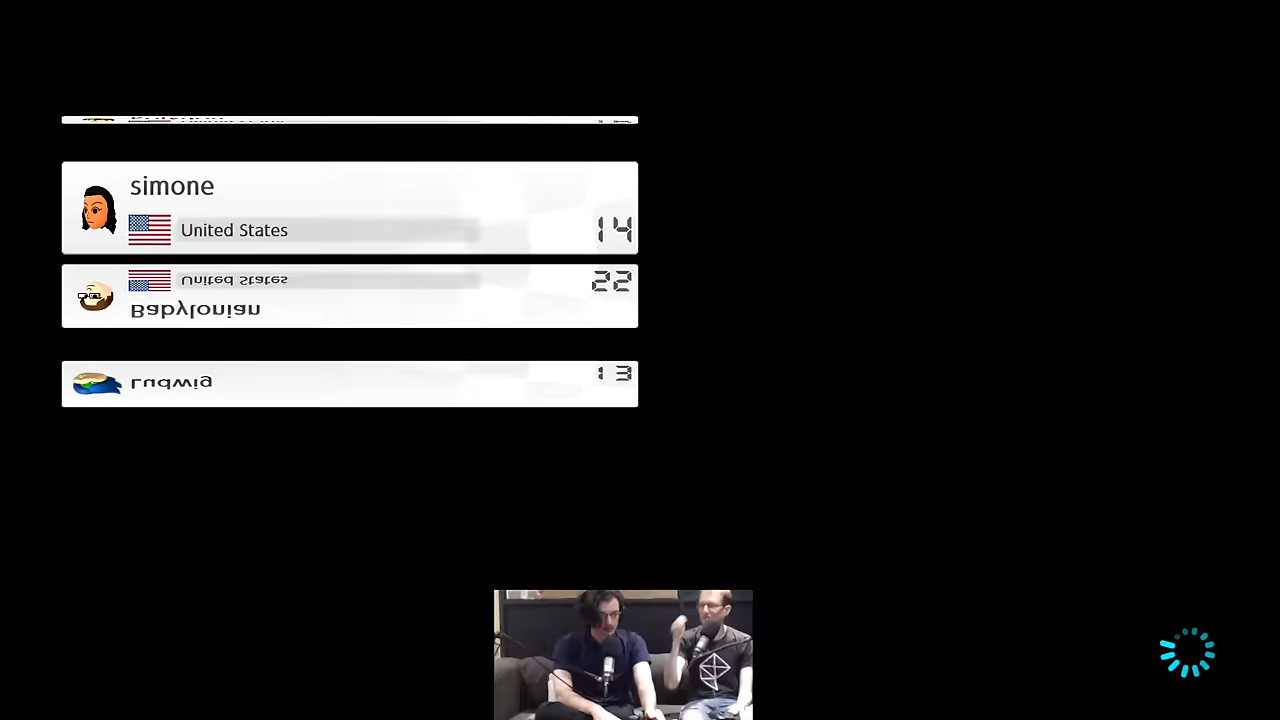 simone
United States
14
United States
22
Babylonian
Ludwig
13